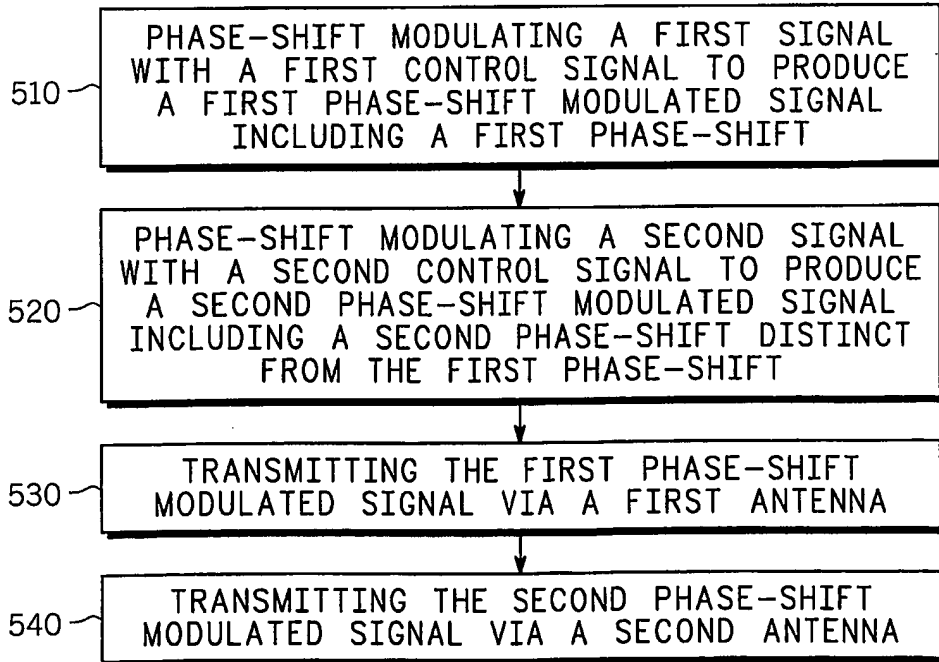 PHASE-SHIFT MODULATING A FIRST SIGNAL
WITH A FIRST CONTROL SIGNAL TO PRODUCE
510
A FIRST PHASE-SHIFT MODULATED SIGNAL
INCLUDING A FIRST PHASE-SHIFT
PHASE-SHIFT MODULATING A SECOND SIGNAL
WITH A SECOND CONTROL SIGNAL TO PRODUCE
520
A SECOND PHASE-SHIFT MODULATED SIGNAL
INCLUDING A SECOND PHASE-SHIFT DISTINCT
FROM THE FIRST PHASE-SHIFT
530
TRANSMITTING THE FIRST PHASE-SHIFT
MODULATED SIGNAL VIA A FIRST ANTENNA
540
TRANSMITTING THE SECOND PHASE-SHIFT
MODULATED SIGNAL VIA A SECOND ANTENNA